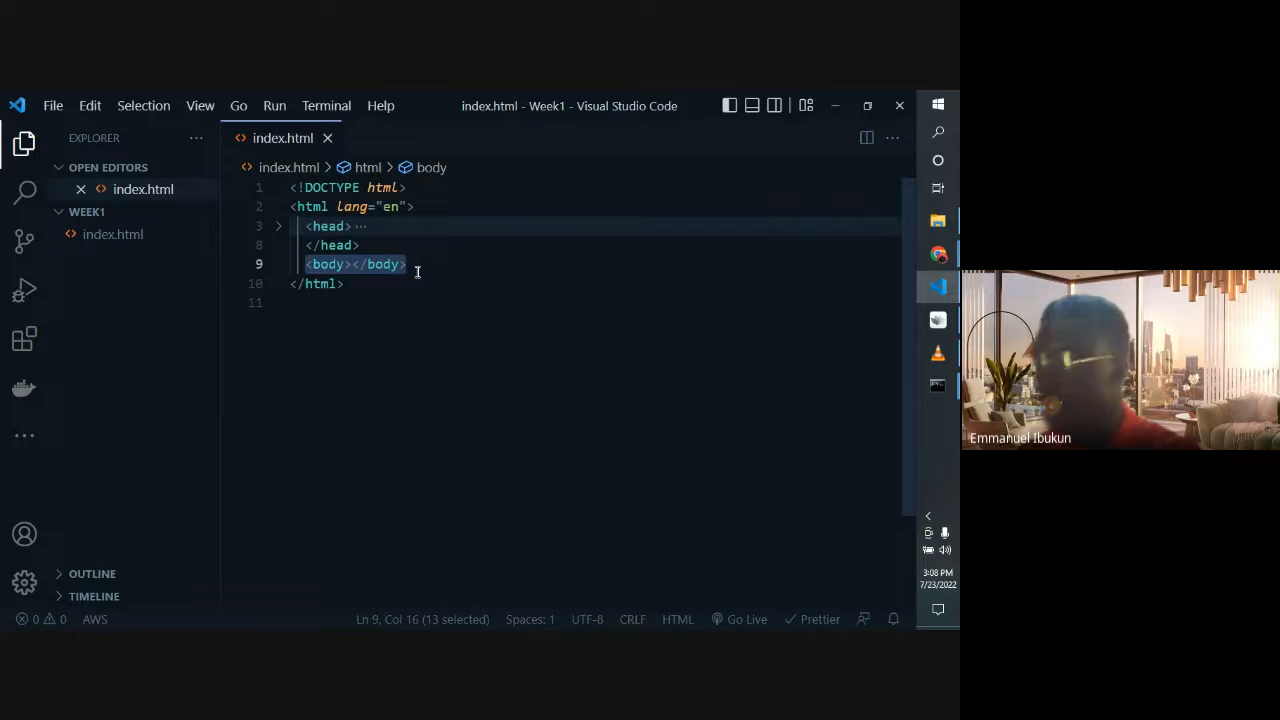 File Edit Selection View Go Run Terminal Help
index.html - Week1 - Visual Studio Code
EXPLORER
OPEN EDITORS
index.html
WEEK1
index.html
OUTLINE
TIMELINE
index.html
index.html > html > body
1 <!DOCTYPE html>
2 <html lang="en">
3 <head> ...
8 </head>
9 <body></body>
10 </html>
11
0 0 AWS
Ln 9, Col 16 (13 selected) Spaces: 1 UTF-8 CRLF HTML Go Live Prettier
3:08 PM
7/23/2022
Emmanuel Ibukun